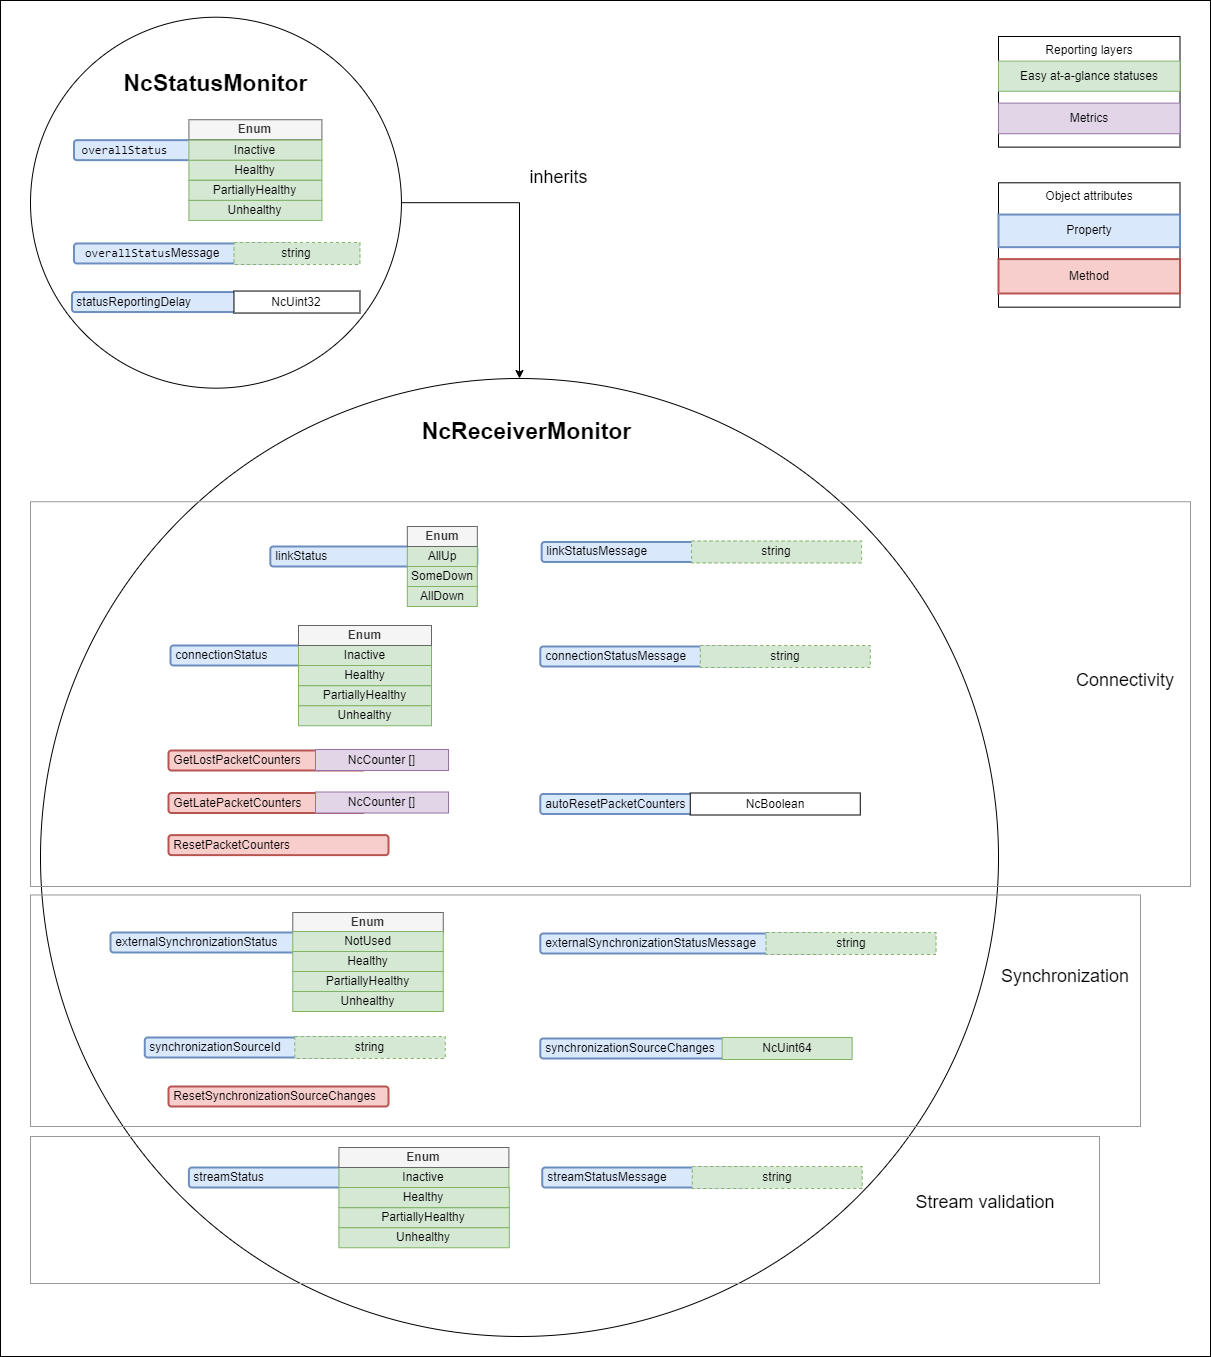 NcStatusMonitor
Enum
overallStatus
Inactive
Healthy
PartiallyHealthy
Unhealthy
overallStatusMessage
string
statusReportingDelay
NcUint32
inherits
Reporting layers
Easy at-a-glance statuses
Metrics
Object attributes
Property
Method
NcReceiverMonitor
Enum
linkStatus
AllUp
SomeDown
AllDown
linkStatusMessage
string
Enum
connectionStatus
Inactive
Healthy
PartiallyHealthy
Unhealthy
connectionStatusMessage
string
Connectivity
GetLostPacketCounters
NcCounter []
GetLatePacketCounters
NcCounter []
autoResetPacketCounters
NcBoolean
ResetPacketCounters
Enum
externalSynchronizationStatus
NotUsed
Healthy
PartiallyHealthy
Unhealthy
externalSynchronizationStatusMessage
string
Synchronization
synchronizationSourceId
string
synchronizationSourceChanges
NcUint64
ResetSynchronizationSourceChanges
Enum
streamStatus
Inactive
Healthy
PartiallyHealthy
Unhealthy
streamStatusMessage
string
Stream validation